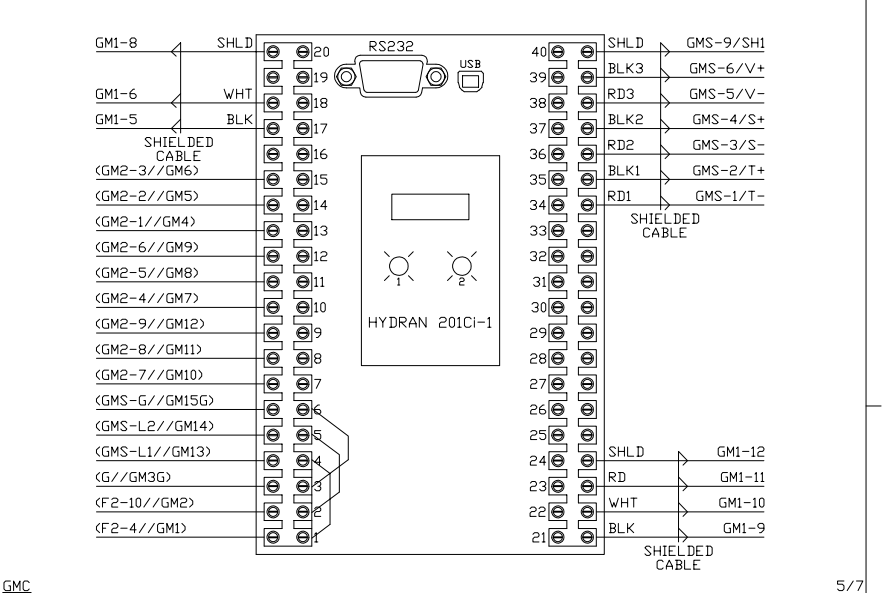 GM1-8 SHLD 20 RS232 40 SHLD GMS-9/SH1
19 USB 39 BLK3 GMS-6/V+
GM1-6 WHT 18 38 RD3 GMS-5/V-
GM1-5 BLK 17 37 BLK2 GMS-4/S+
SHIELDED
CABLE
16 36 RD2 GMS-3/S-
(GM2-3//GM6) 15 35 BLK1 GMS-2/T+
(GM2-2//GM5) 14 34 RD1 GMS-1/T-
SHIELDED
CABLE
(GM2-1//GM4) 13 33
(GM2-6//GM9) 12 32
(GM2-5//GM8) 11 1 2 31
(GM2-4//GM7) 10 30
HYDRAN 201Ci-1
(GM2-9//GM12) 9 29
(GM2-8//GM11) 8 28
(GM2-7//GM10) 7 27
(GMS-G//GM15G) 6 26
(GMS-L2//GM14) 5 25
(GMS-L1//GM13) 4 24 SHLD GM1-12
(G//GM3G) 3 23 RD GM1-11
(F2-10//GM2) 2 22 WHT GM1-10
(F2-4//GM1) 1 21 BLK GM1-9
SHIELDED
CABLE
GMC 5/7